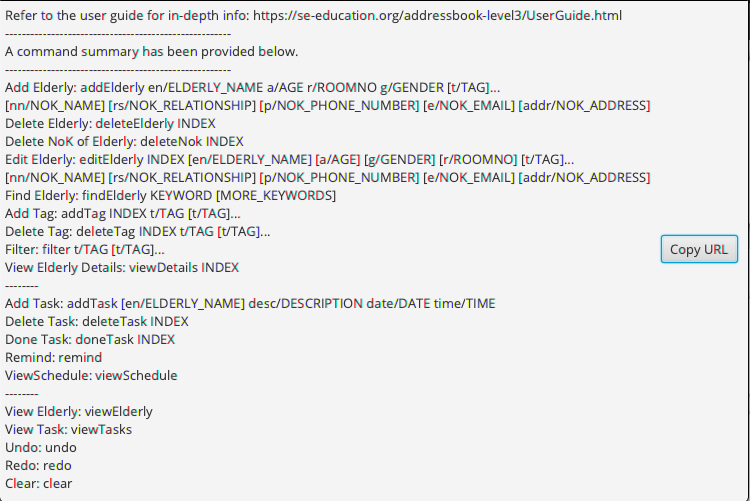 Refer to the user guide for in-depth info: https://se-education.org/addressbook-level3/UserGuide.html
------------------------------------------------------
A command summary has been provided below.
------------------------------------------------------
Add Elderly: addElderly en/ELDERLY_NAME a/AGE r/ROOMNO g/GENDER [t/TAG]...
[nn/NOK_NAME] [rs/NOK_RELATIONSHIP] [p/NOK_PHONE_NUMBER] [e/NOK_EMAIL] [addr/NOK_ADDRESS]
Delete Elderly: deleteElderly INDEX
Delete NoK of Elderly: deleteNok INDEX
Edit Elderly: editElderly INDEX [en/ELDERLY_NAME] [a/AGE] [g/GENDER] [r/ROOMNO] [t/TAG]...
[nn/NOK_NAME] [rs/NOK_RELATIONSHIP] [p/NOK_PHONE_NUMBER] [e/NOK_EMAIL] [addr/NOK_ADDRESS]
Find Elderly: findElderly KEYWORD [MORE_KEYWORDS]
Add Tag: addTag INDEX t/TAG [t/TAG]...
Delete Tag: deleteTag INDEX t/TAG [t/TAG]...
Filter: filter t/TAG [t/TAG]...
Copy URL
View Elderly Details: viewDetails INDEX
--------
Add Task: addTask [en/ELDERLY_NAME] desc/DESCRIPTION date/DATE time/TIME
Delete Task: deleteTask INDEX
Done Task: doneTask INDEX
Remind: remind
ViewSchedule: viewSchedule
--------
View Elderly: viewElderly
View Task: viewTasks
Undo: undo
Redo: redo
Clear: clear